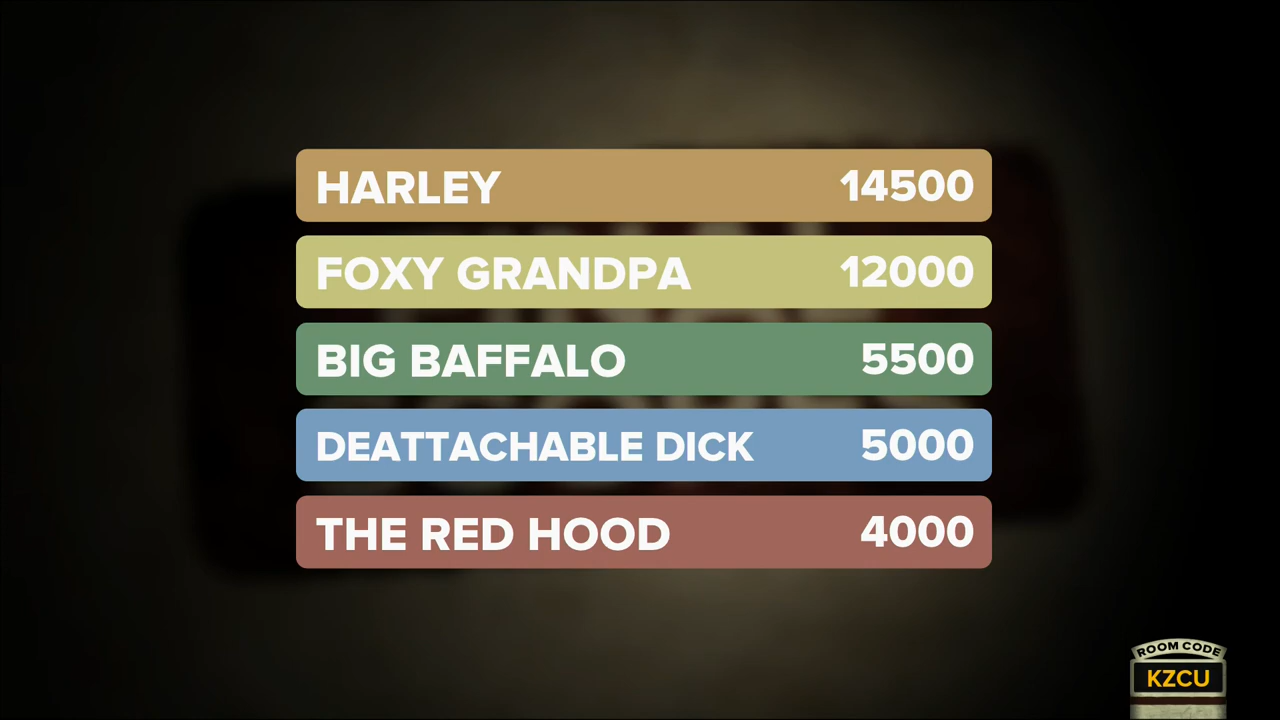 HARLEY 14500
FOXY GRANDPA 12000
BIG BAFFALO 5500
DEATTACHABLE DICK 5000
THE RED HOOD 4000
ROOM CODE
KZCU